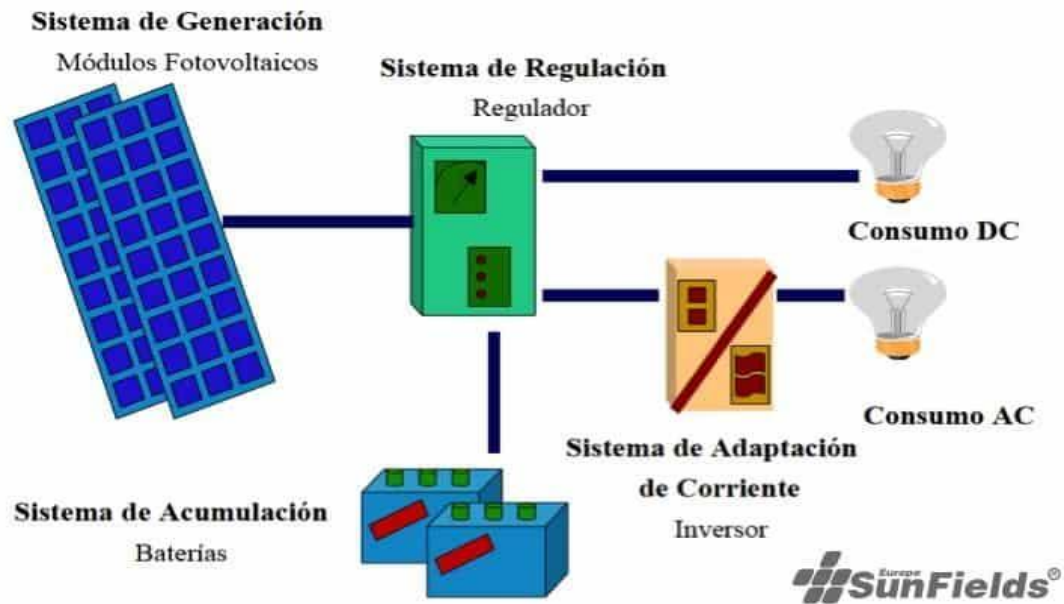 Sistema de Generación
Módulos Fotovoltaicos
Sistema de Regulación
Regulador
Consumo DC
Consumo AC
Sistema de Adaptación
de Corriente
Inversor
Sistema de Acumulación
Baterías
Europe
SunFields®